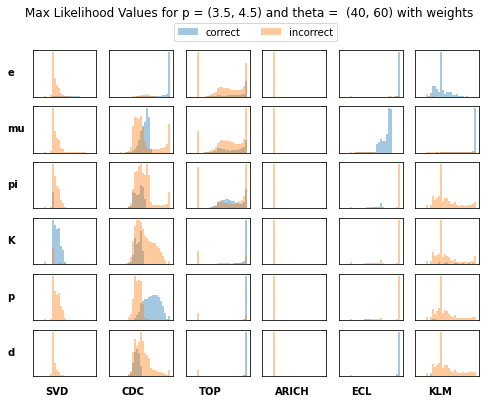 Max Likelihood Values for p = (3.5, 4.5) and theta =  (40, 60) with weights
correct incorrect
e
mu
pi
K
p
d
SVD CDC TOP ARICH ECL KLM